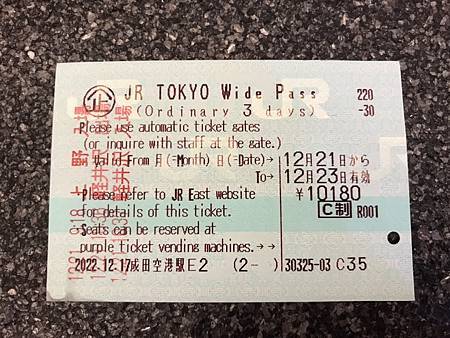 JR TOKYO Wide Pass 220
(Ordinary 3 days) -30
Please use automatic ticket gates
(or inquire with staff at the gate.)
Valid From 月(=Month) 日(=Date)→ 12月21日から
To→ 12月23日有効
Please refer to JR East website ¥10180
for details of this ticket. C制 R001
Seats can be reserved at
purple ticket vending machines.→→
2022.12.17成田空港駅E2 (2- ) 30325-03 C35